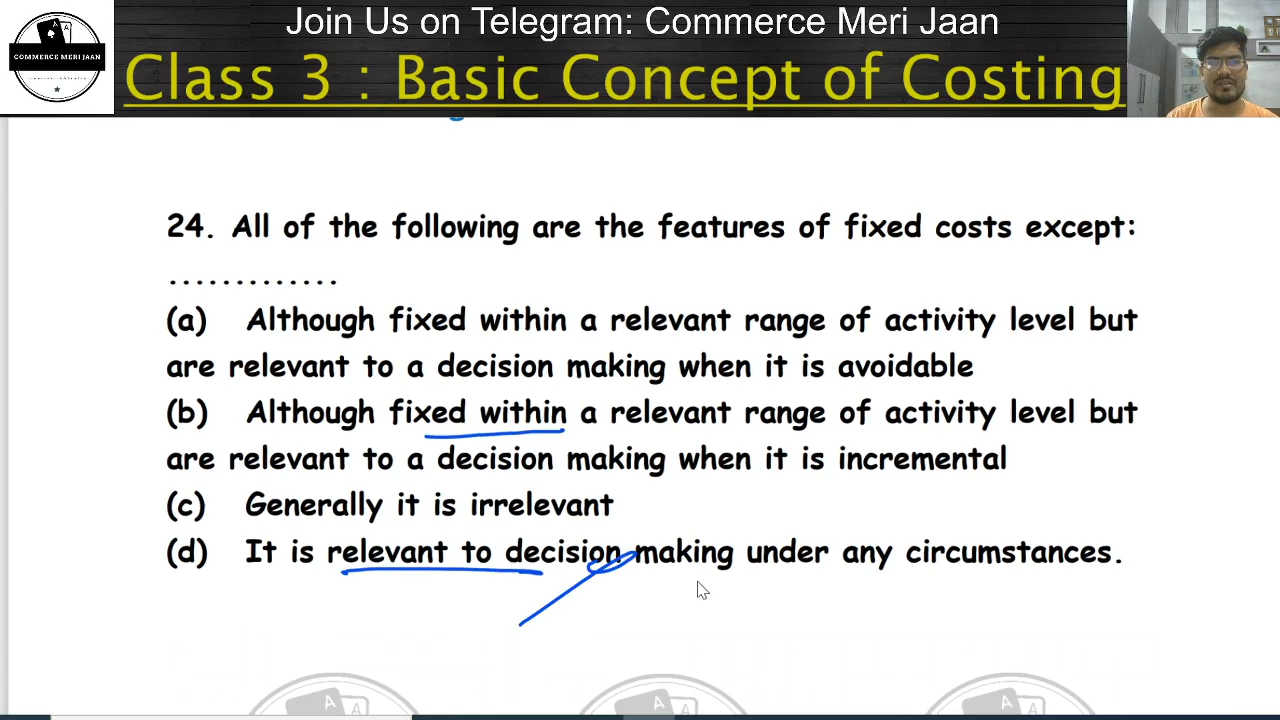 Join Us on Telegram: Commerce Meri Jaan
COMMERCE MERI JAAN
Class 3 : Basic Concept of Costing
24. All of the following are the features of fixed costs except:
.............
(a) Although fixed within a relevant range of activity level but
are relevant to a decision making when it is avoidable
(b) Although fixed within a relevant range of activity level but
are relevant to a decision making when it is incremental
(c) Generally it is irrelevant
(d) It is relevant to decision making under any circumstances.
A
A
A
A
A
A